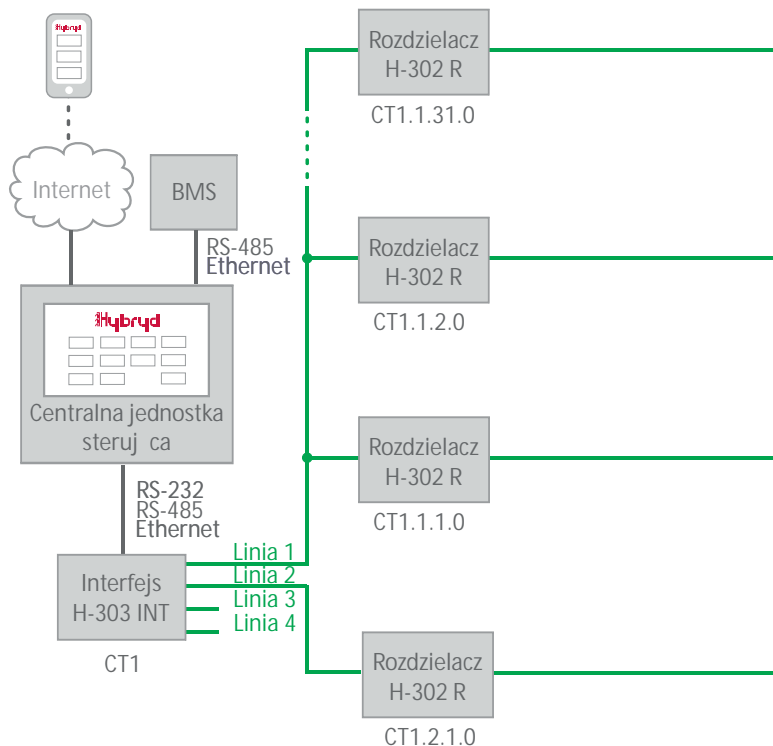 Hybryd
Internet
BMS
RS-485
Ethernet
Hybryd
Centralna jednostka
steruj ca
RS-232
RS-485
Ethernet
Interfejs
H-303 INT
CT1
Linia 1
Linia 2
Linia 3
Linia 4
Rozdzielacz
H-302 R
CT1.1.31.0
Rozdzielacz
H-302 R
CT1.1.2.0
Rozdzielacz
H-302 R
CT1.1.1.0
Rozdzielacz
H-302 R
CT1.2.1.0